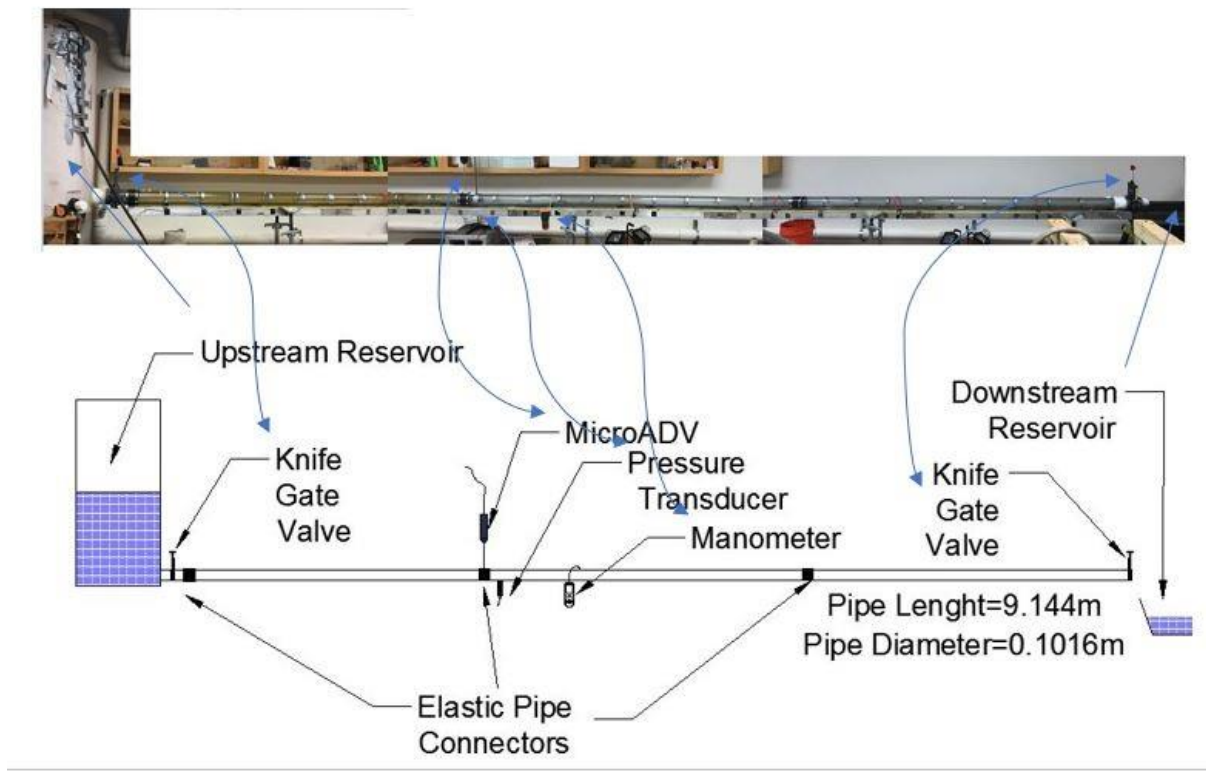 Upstream Reservoir
Knife
Gate
Valve
MicroADV
Pressure
Transducer
Manometer
Downstream
Reservoir
Knife
Gate
Valve
Pipe Lenght=9.144m
Pipe Diameter=0.1016m
Elastic Pipe
Connectors